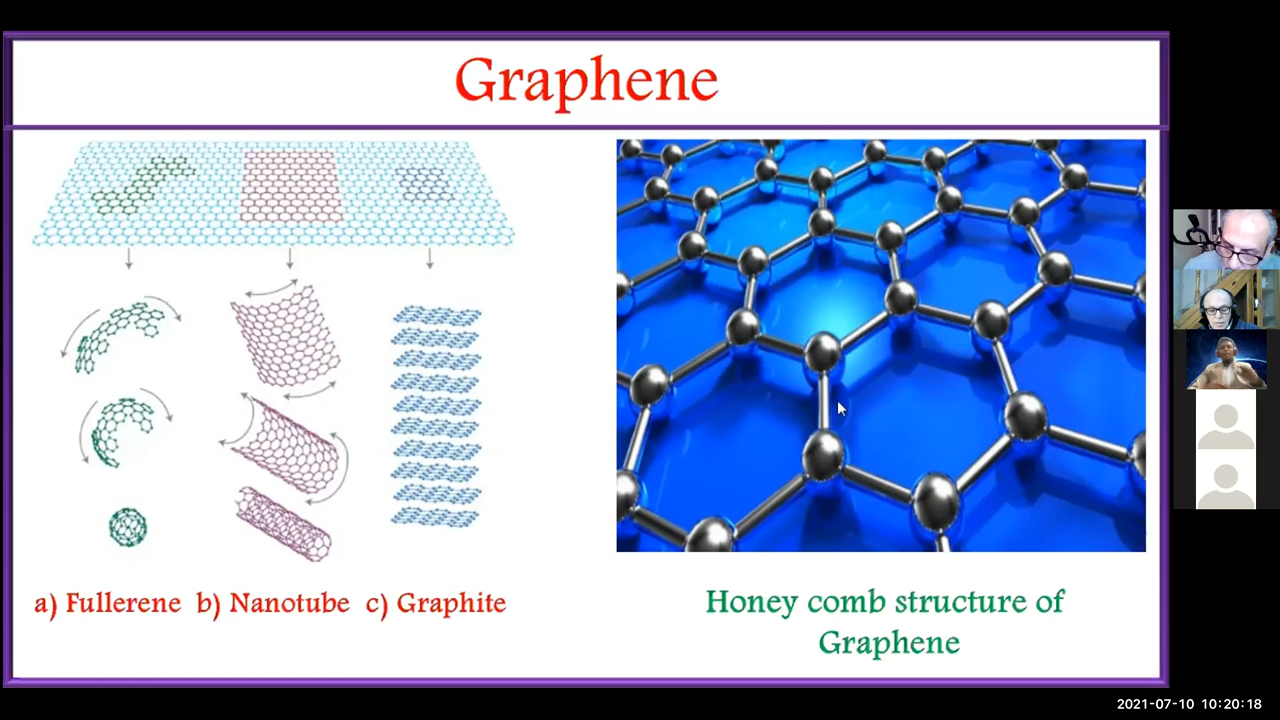 Graphene
a) Fullerene b) Nanotube c) Graphite
Honey comb structure of
Graphene
2021-07-10 10:20:18